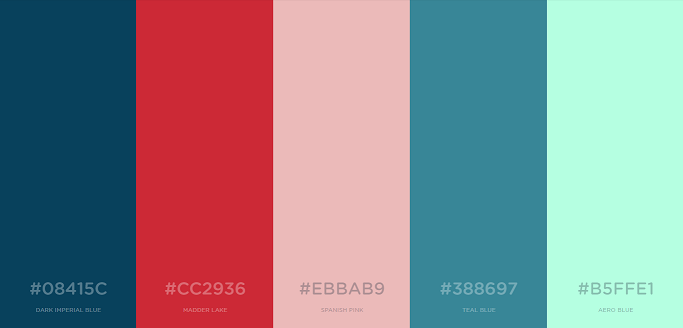 #08415C #CC2936 #EBBAB9 #388697 #B5FFE1
DARK IMPERIAL BLUE MADDER LAKE SPANISH PINK TEAL BLUE AERO BLUE